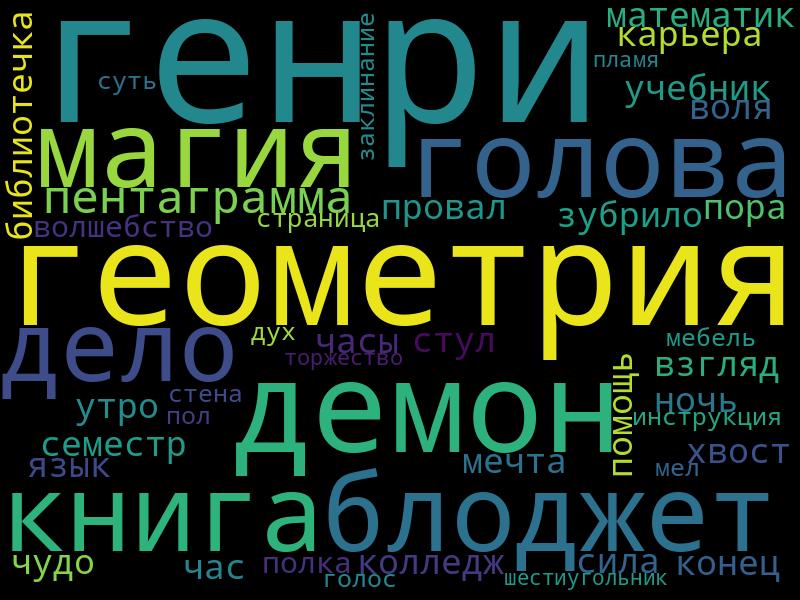 генри
математик
карьера
пламя
суть
заклинание
библиотечка
учебник
воля
магия
голова
пентаграмма
страница
провал
зубрило
пора
волшебство
геометрия
дело
дух
часы
стул
торжество
мебель
взгляд
помощь
демон
стена
утро
пол
ночь
инструкция
семестр
язык
мечта
мел
хвост
книга
блоджет
чудо
час
полка
колледж
голос
сила
шестиугольник
конец